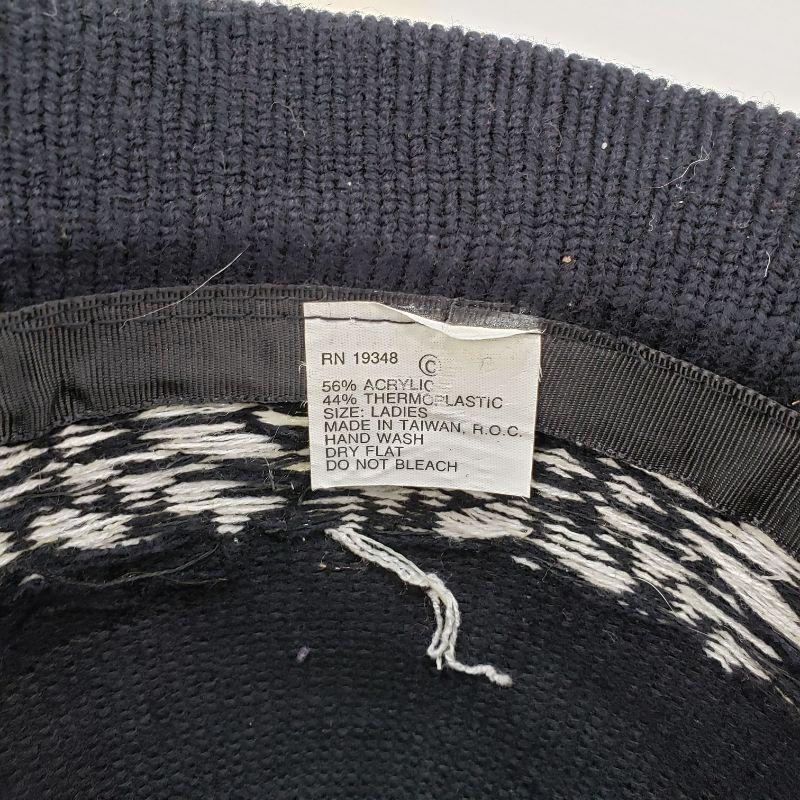 RN 19348 ©
56% ACRYLIC
44% THERMOPLASTIC
SIZE: LADIES
MADE IN TAIWAN, R.O.C.
HAND WASH
DRY FLAT
DO NOT BLEACH